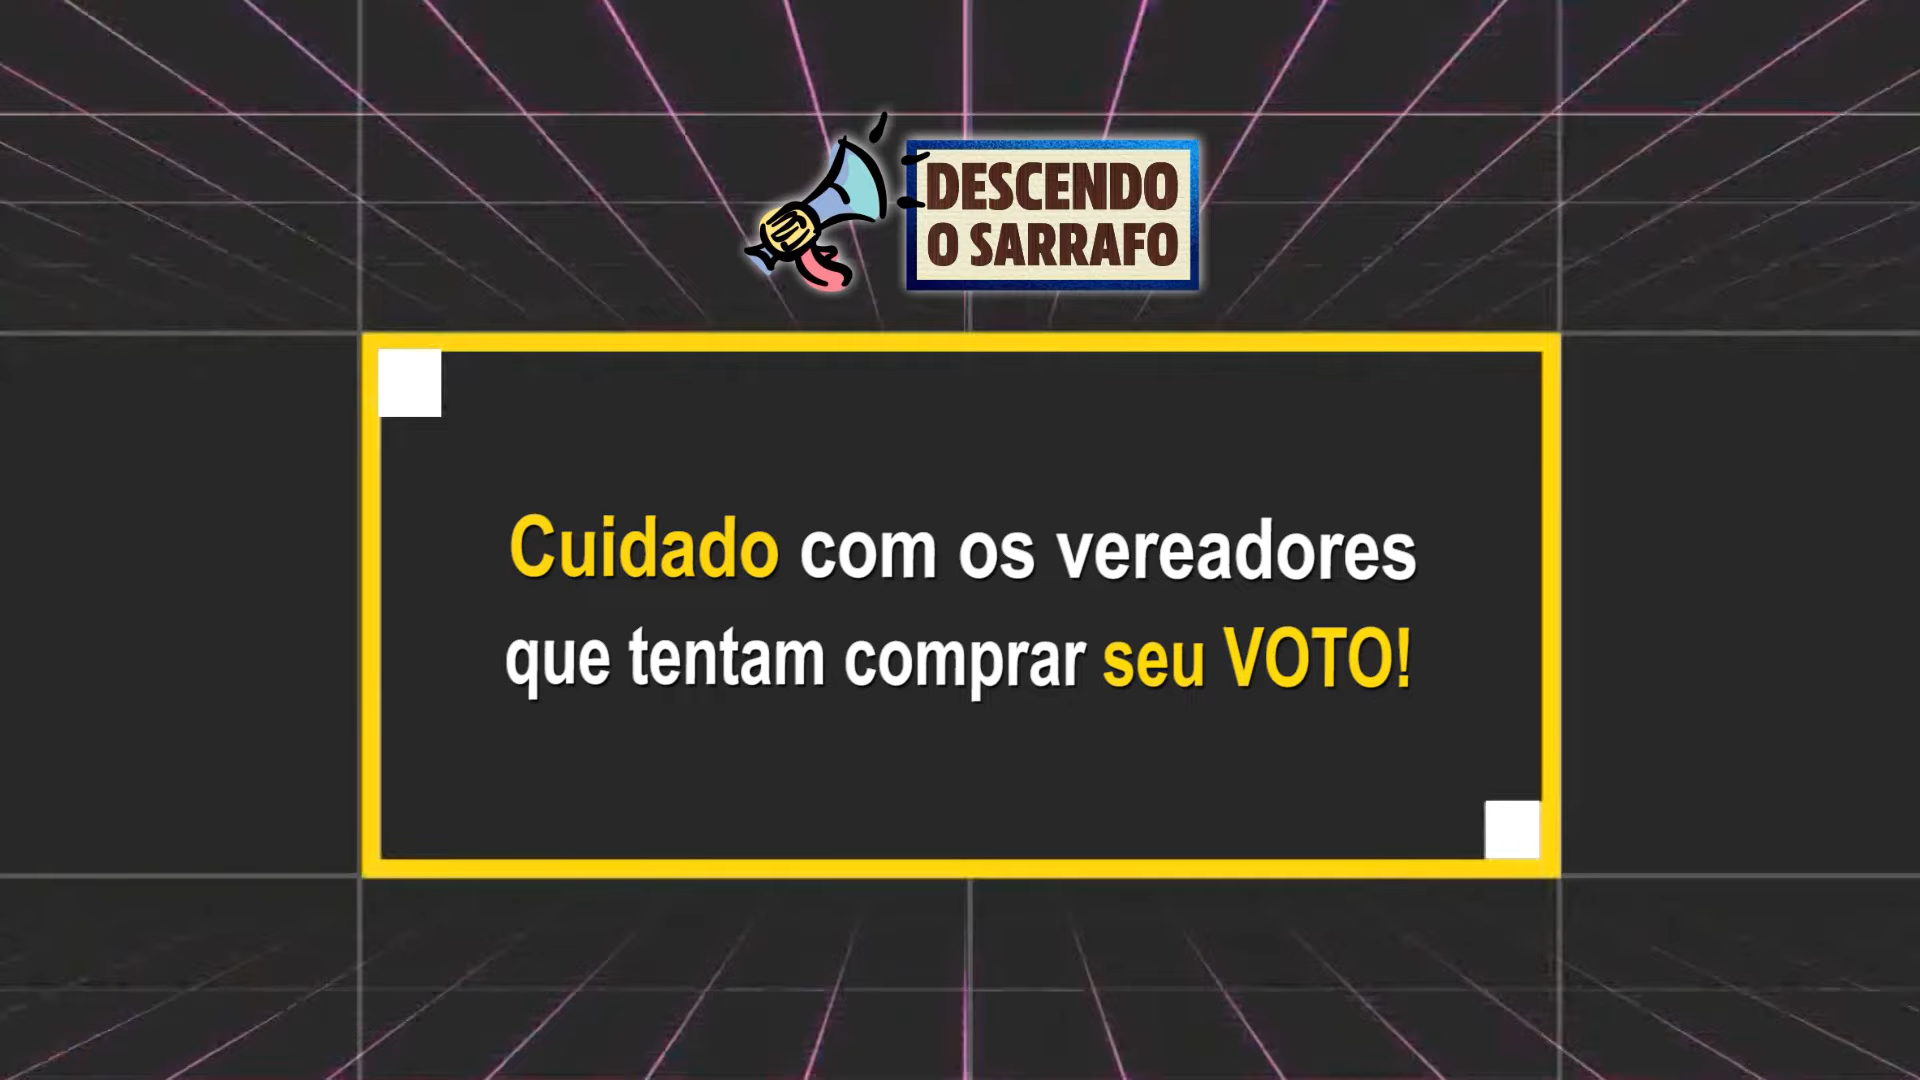 DESCENDO
O SARRAFO
Cuidado com os vereadores
que tentam comprar seu VOTO!